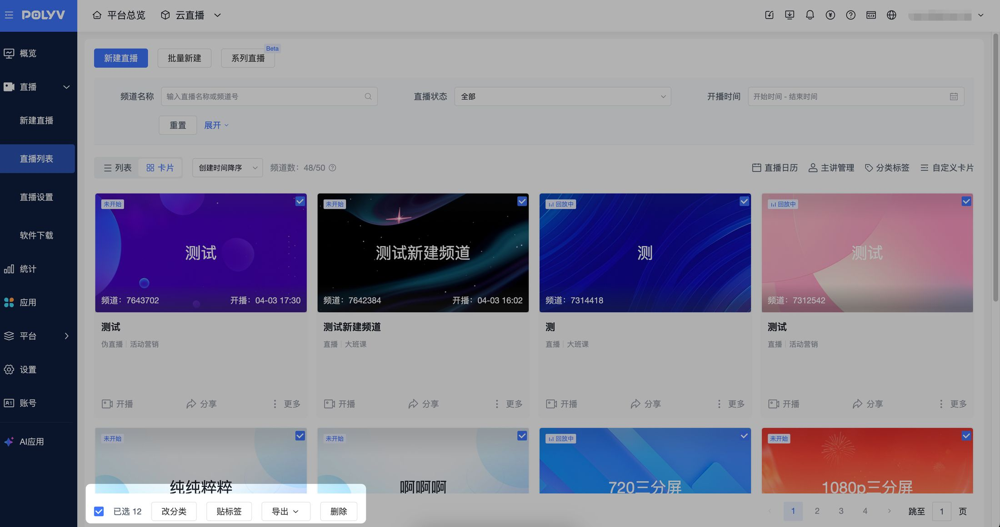 POLYV
平台总览
云直播
概览
直播
新建直播
直播列表
直播设置
软件下载
统计
应用
平台
设置
账号
AI应用
新建直播
批量新建
系列直播
Beta
频道名称
输入直播名称或频道号
直播状态
全部
开播时间
开始时间 - 结束时间
重置
展开
列表
卡片
创建时间降序
频道数：48/50
直播日历
主讲管理
分类标签
自定义卡片
未开始
测试
频道：7643702
开播：04-03 17:30
测试
伪直播 | 活动营销
开播
分享
更多
未开始
测试新建频道
频道：7642384
开播：04-03 16:02
测试新建频道
直播 | 大班课
开播
分享
更多
回放中
测
频道：7314418
测
直播 | 大班课
开播
分享
更多
回放中
测试
频道：7312542
测试
直播 | 活动营销
开播
分享
更多
未开始
纯纯粹粹
未开始
啊啊啊
回放中
720三分屏
未开始
1080p三分屏
已选 12
改分类
贴标签
导出
删除
1
2
3
4
跳至
1
页